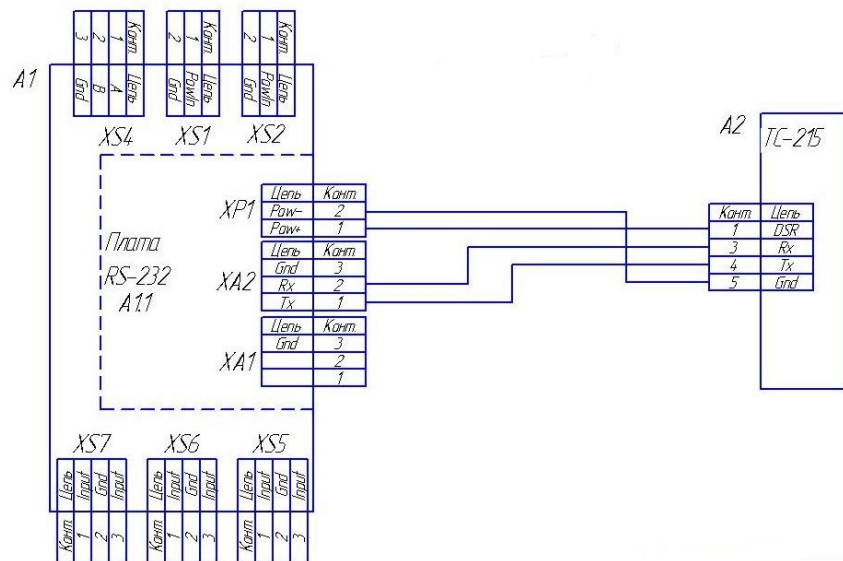 A1
3 2 1 Конт.
Gnd B A Цепь
XS4
2 1 Конт.
Gnd PowIn Цепь
XS1
2 1 Конт.
Gnd PowIn Цепь
XS2
Плата
RS-232
A1.1
XP1
Цепь Конт.
Pow- 2
Pow+ 1
XA2
Цепь Конт.
Gnd 3
Rx 2
Tx 1
XA1
Цепь Конт.
Gnd 3
2
1
A2
TC-215
Конт. Цепь
1 DSR
3 Rx
4 Tx
5 Gnd
XS7
Цепь Input Gnd Input
Конт. 1 2 3
XS6
Цепь Input Gnd Input
Конт. 1 2 3
XS5
Цепь Input Gnd Input
Конт. 1 2 3